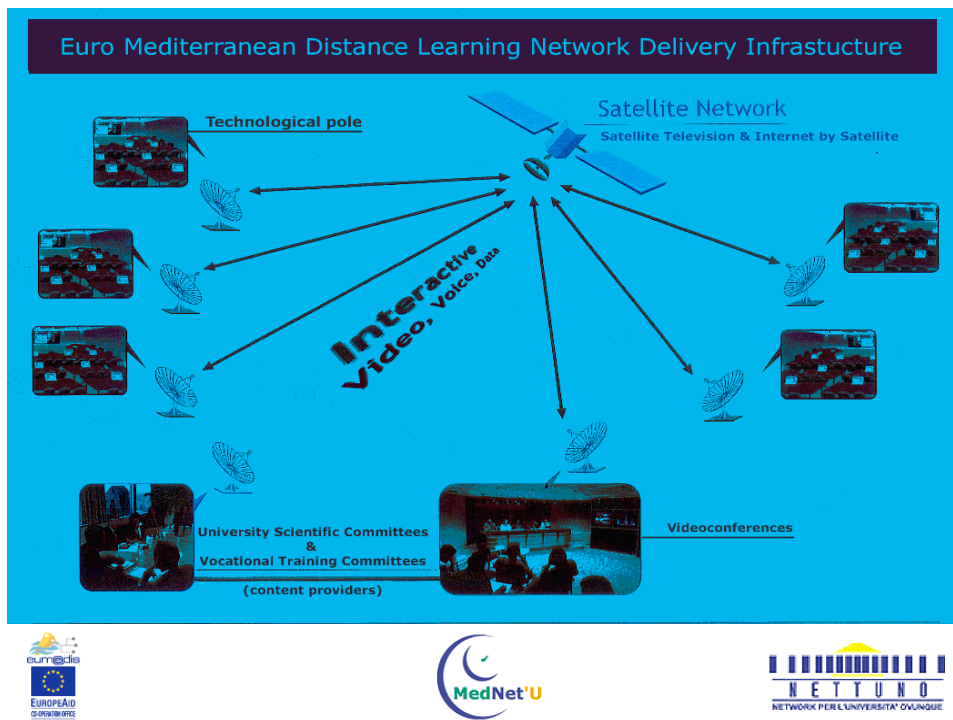 Euro Mediterranean Distance Learning Network Delivery Infrastucture
Technological pole
Satellite Network
Satellite Television & Internet by Satellite
Interactive
Video, Voice, Data
University Scientific Committees
&
Vocational Training Committees
(content providers)
Videoconferences
eumedis
EUROPEAID
CO-OPERATION OFFICE
MedNet'U
NETTUNO
NETWORK PER L'UNIVERSITA' OVUNQUE